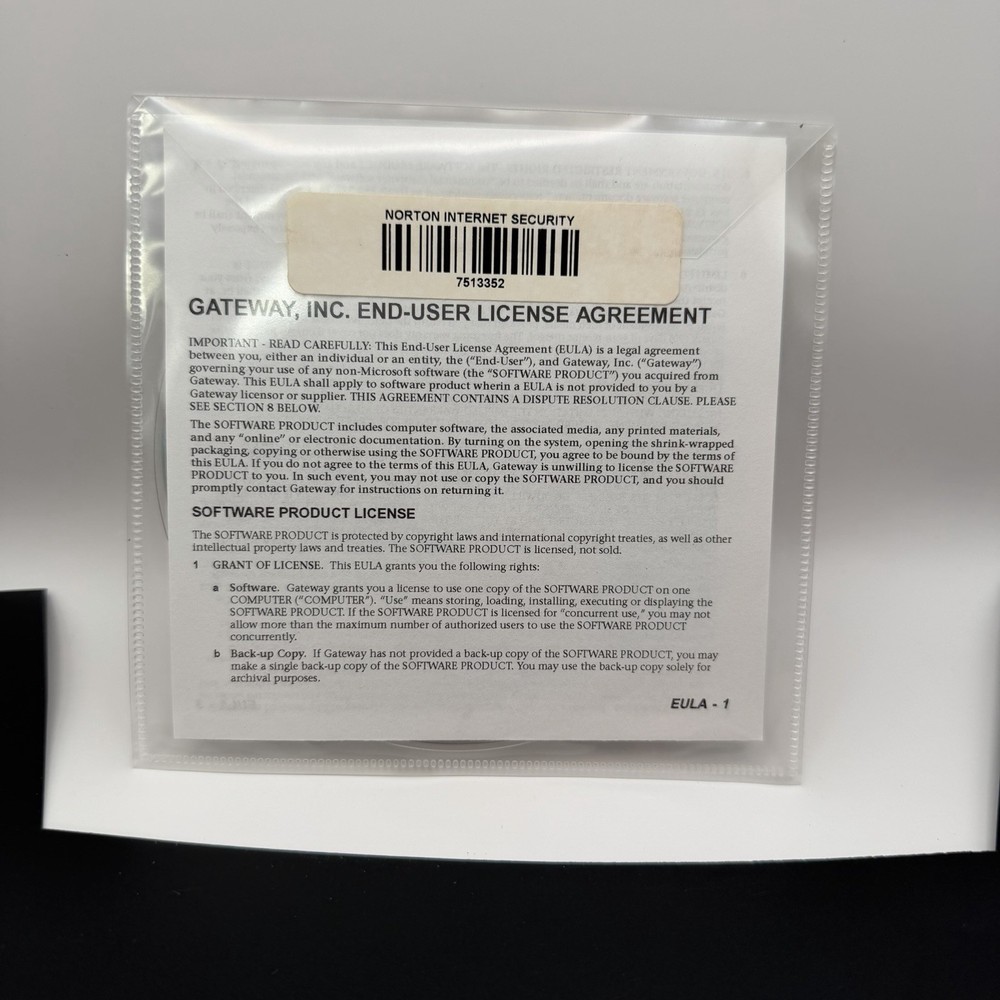 NORTON INTERNET SECURITY
7513352
GATEWAY, INC. END-USER LICENSE AGREEMENT
IMPORTANT - READ CAREFULLY: This End-User License Agreement (EULA) is a legal agreement
between you, either an individual or an entity, the ("End-User"), and Gateway, Inc. ("Gateway")
governing your use of any non-Microsoft software (the "SOFTWARE PRODUCT") you acquired from
Gateway. This EULA shall apply to software product wherin a EULA is not provided to you by a
Gateway licensor or supplier. THIS AGREEMENT CONTAINS A DISPUTE RESOLUTION CLAUSE. PLEASE
SEE SECTION 8 BELOW.
The SOFTWARE PRODUCT includes computer software, the associated media, any printed materials,
and any "online" or electronic documentation. By turning on the system, opening the shrink-wrapped
packaging, copying or otherwise using the SOFTWARE PRODUCT, you agree to be bound by the terms of
this EULA. If you do not agree to the terms of this EULA, Gateway is unwilling to license the SOFTWARE
PRODUCT to you. In such event, you may not use or copy the SOFTWARE PRODUCT, and you should
promptly contact Gateway for instructions on returning it.
SOFTWARE PRODUCT LICENSE
The SOFTWARE PRODUCT is protected by copyright laws and international copyright treaties, as well as other
intellectual property laws and treaties. The SOFTWARE PRODUCT is licensed, not sold.
1 GRANT OF LICENSE. This EULA grants you the following rights:
a Software. Gateway grants you a license to use one copy of the SOFTWARE PRODUCT on one
COMPUTER ("COMPUTER"). "Use" means storing, loading, installing, executing or displaying the
SOFTWARE PRODUCT. If the SOFTWARE PRODUCT is licensed for "concurrent use," you may not
allow more than the maximum number of authorized users to use the SOFTWARE PRODUCT
concurrently.
b Back-up Copy. If Gateway has not provided a back-up copy of the SOFTWARE PRODUCT, you may
make a single back-up copy of the SOFTWARE PRODUCT. You may use the back-up copy solely for
archival purposes.
EULA - 1